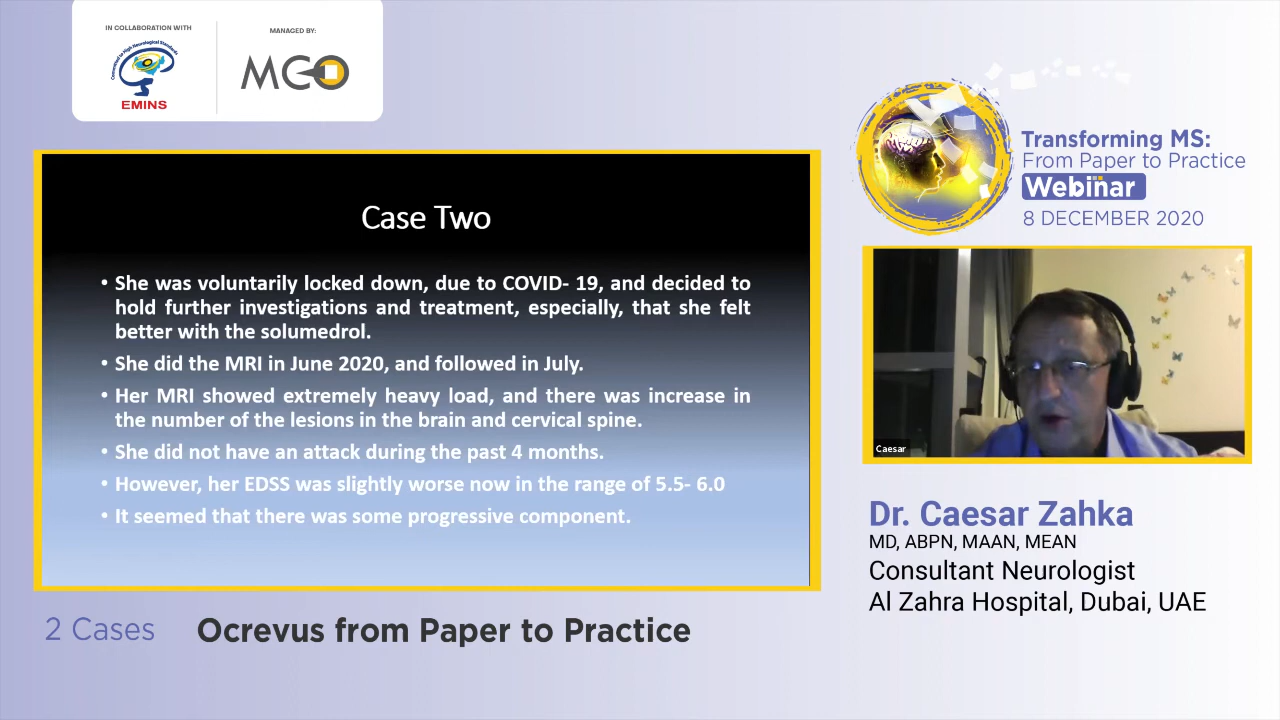 IN COLLABORATION WITH
MANAGED BY:
Committed to High Neurological Standards
EMINS
MCO
Transforming MS:
From Paper to Practice
Webinar
8 DECEMBER 2020
Case Two
• She was voluntarily locked down, due to COVID- 19, and decided to
hold further investigations and treatment, especially, that she felt
better with the solumedrol.
• She did the MRI in June 2020, and followed in July.
• Her MRI showed extremely heavy load, and there was increase in
the number of the lesions in the brain and cervical spine.
• She did not have an attack during the past 4 months.
• However, her EDSS was slightly worse now in the range of 5.5- 6.0
• It seemed that there was some progressive component.
Caesar
Dr. Caesar Zahka
MD, ABPN, MAAN, MEAN
Consultant Neurologist
Al Zahra Hospital, Dubai, UAE
2 Cases
Ocrevus from Paper to Practice